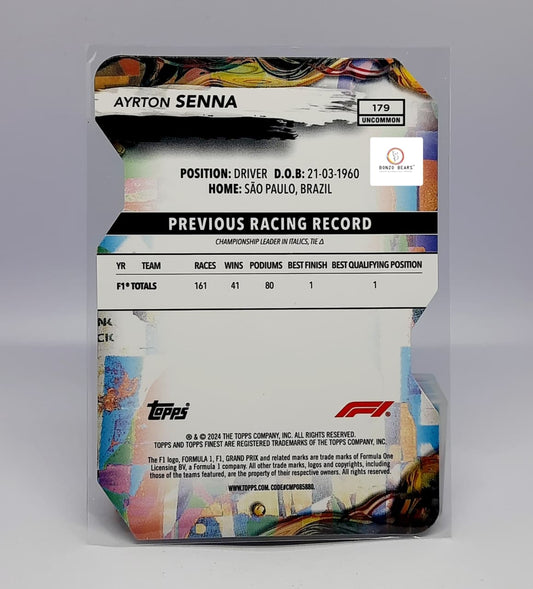 AYRTON SENNA
179
UNCOMMON
BONZO BEARS
POSITION: DRIVER D.O.B: 21-03-1960
HOME: SÃO PAULO, BRAZIL
PREVIOUS RACING RECORD
CHAMPIONSHIP LEADER IN ITALICS, TIE Δ
YR TEAM RACES WINS PODIUMS BEST FINISH BEST QUALIFYING POSITION
F1® TOTALS 161 41 80 1 1
NK
CK
Topps
F1®
® & © 2024 THE TOPPS COMPANY, INC. ALL RIGHTS RESERVED.
TOPPS AND TOPPS FINEST ARE REGISTERED TRADEMARKS OF THE TOPPS COMPANY, INC.
The F1 logo, FORMULA 1, F1, GRAND PRIX and related marks are trade marks of Formula One
Licensing BV, a Formula 1 company. All other trade marks, logos and copyrights, including
those of the teams featured, are the property of their respective owners. All rights reserved.
WWW.TOPPS.COM. CODE#CMP085880.